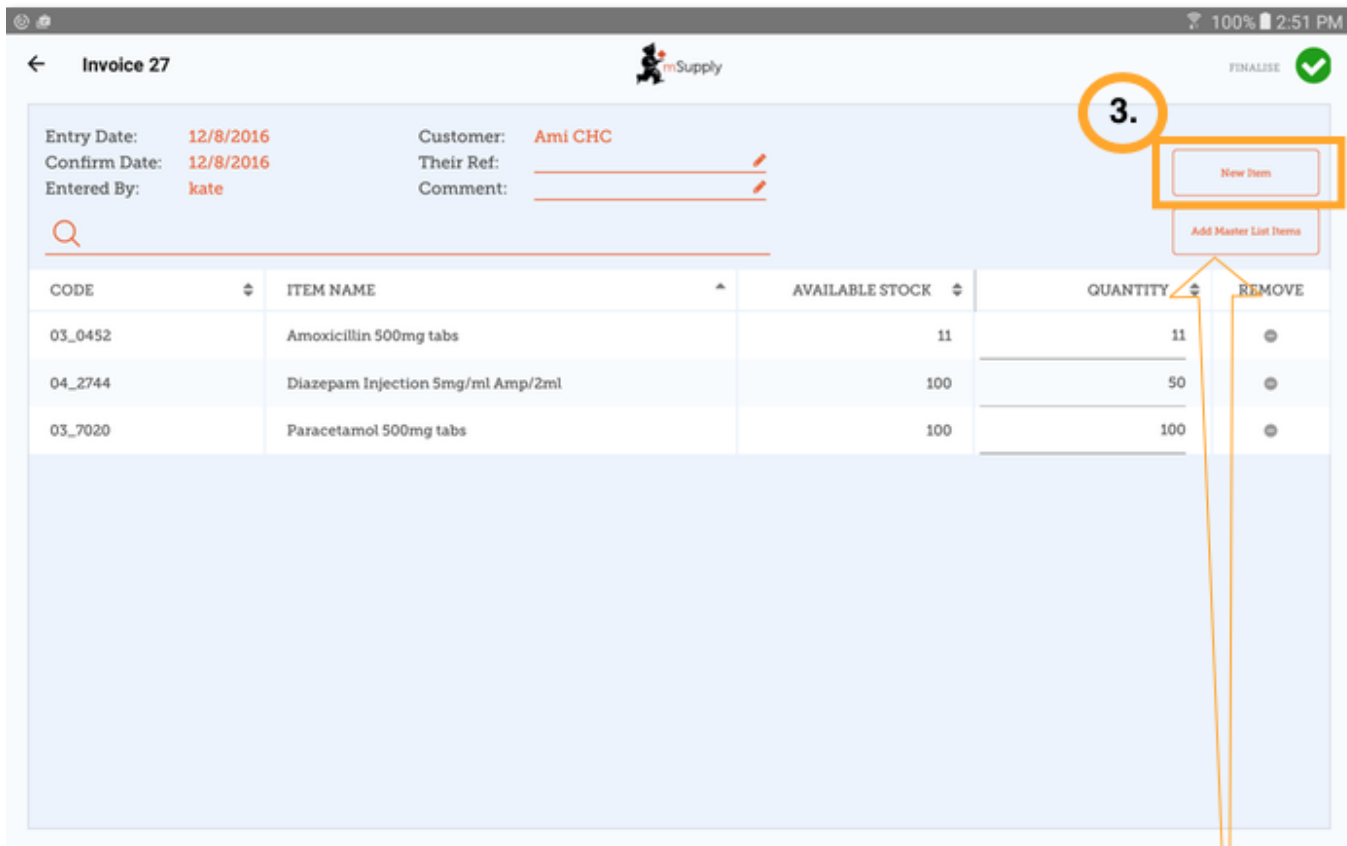 100% 2:51 PM
Invoice 27
mSupply
FINALISE
3.
Entry Date: 12/8/2016 Customer: Ami CHC
Confirm Date: 12/8/2016 Their Ref:
Entered By: kate Comment:
New Item
Add Master List Items
CODE ITEM NAME AVAILABLE STOCK QUANTITY REMOVE
03_0452 Amoxicillin 500mg tabs 11 11
04_2744 Diazepam Injection 5mg/ml Amp/2ml 100 50
03_7020 Paracetamol 500mg tabs 100 100